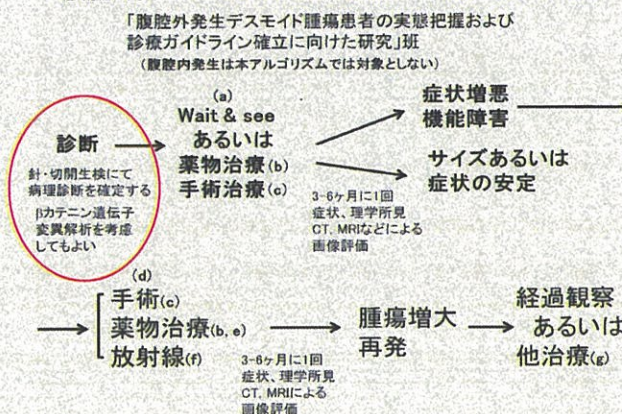 「腹腔外発生デスモイド腫瘍患者の実態把握および
診療ガイドライン確立に向けた研究」班
(腹腔内発生は本アルゴリズムでは対象としない)
診断
針・切開生検にて
病理診断を確定する
βカテニン遺伝子
変異解析を考慮
してもよい
(a)
Wait & see
あるいは
薬物治療(b)
手術治療(c)
3-6ヶ月に1回
症状、理学所見
CT, MRIなどによる
画像評価
症状増悪
機能障害
サイズあるいは
症状の安定
(d)
手術(c)
薬物治療(b, e)
放射線(f)
3-6ヶ月に1回
症状、理学所見
CT, MRIによる
画像評価
腫瘍増大
再発
経過観察
あるいは
他治療(g)